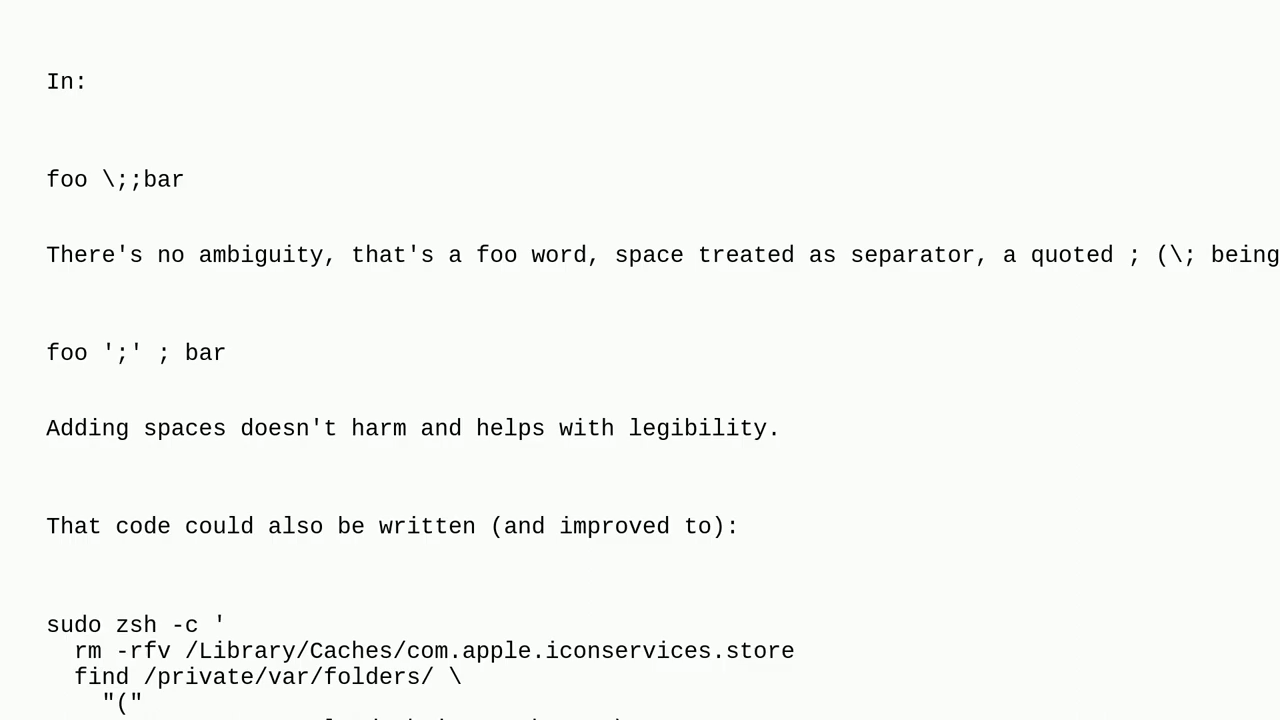 In:
foo \;;bar
There's no ambiguity, that's a foo word, space treated as separator, a quoted ; (\; being
foo ';' ; bar
Adding spaces doesn't harm and helps with legibility.
That code could also be written (and improved to):
sudo zsh -c '
  rm -rfv /Library/Caches/com.apple.iconservices.store
  find /private/var/folders/ \
    "("